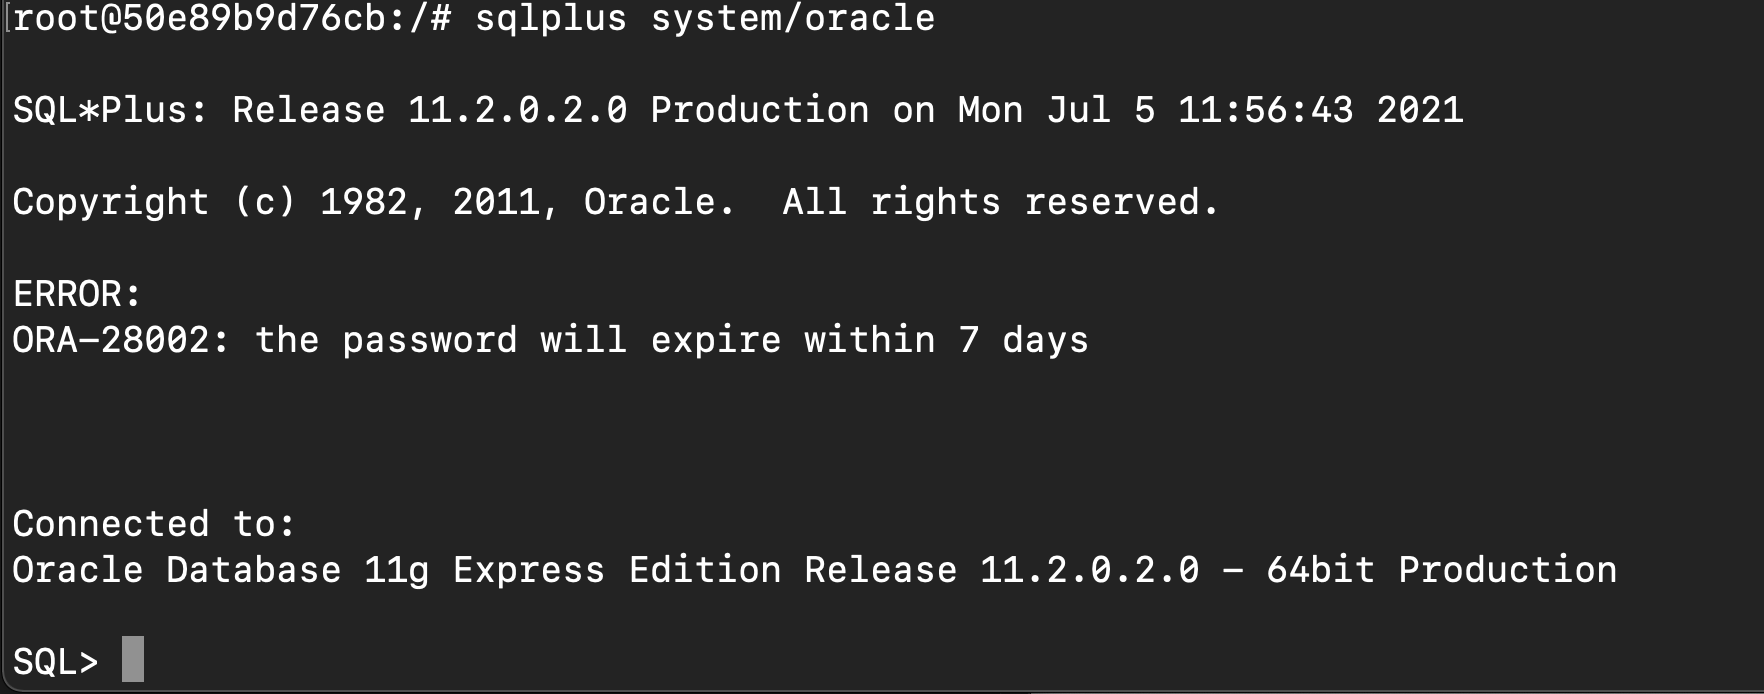 root@50e89b9d76cb:/# sqlplus system/oracle
SQL*Plus: Release 11.2.0.2.0 Production on Mon Jul 5 11:56:43 2021
Copyright (c) 1982, 2011, Oracle.  All rights reserved.
ERROR:
ORA-28002: the password will expire within 7 days
Connected to:
Oracle Database 11g Express Edition Release 11.2.0.2.0 - 64bit Production
SQL>